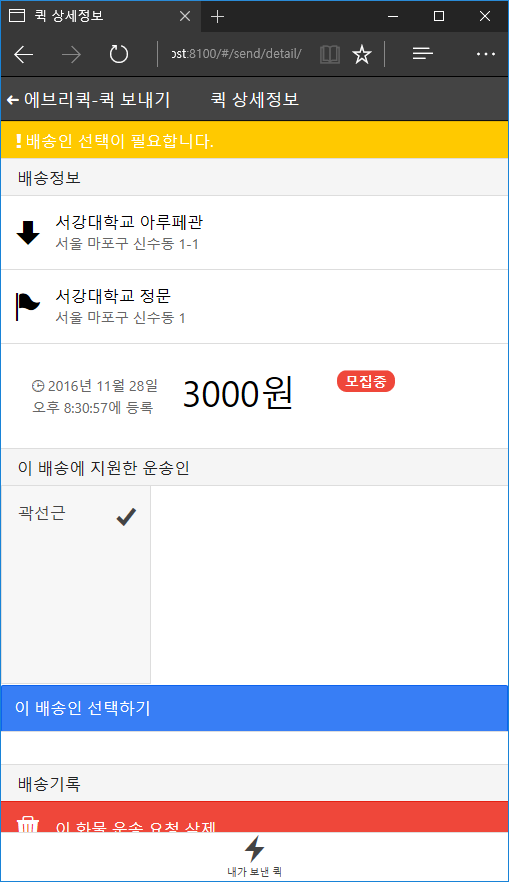 퀵 상세정보
ost:8100/#/send/detail/
에브리퀵-퀵 보내기 퀵 상세정보
배송인 선택이 필요합니다.
배송정보
서강대학교 아루페관
서울 마포구 신수동 1-1
서강대학교 정문
서울 마포구 신수동 1
2016년 11월 28일
오후 8:30:57에 등록
3000원
모집중
이 배송에 지원한 운송인
곽선근
이 배송인 선택하기
배송기록
이 화물 운송 요청 삭제
내가 보낸 퀵